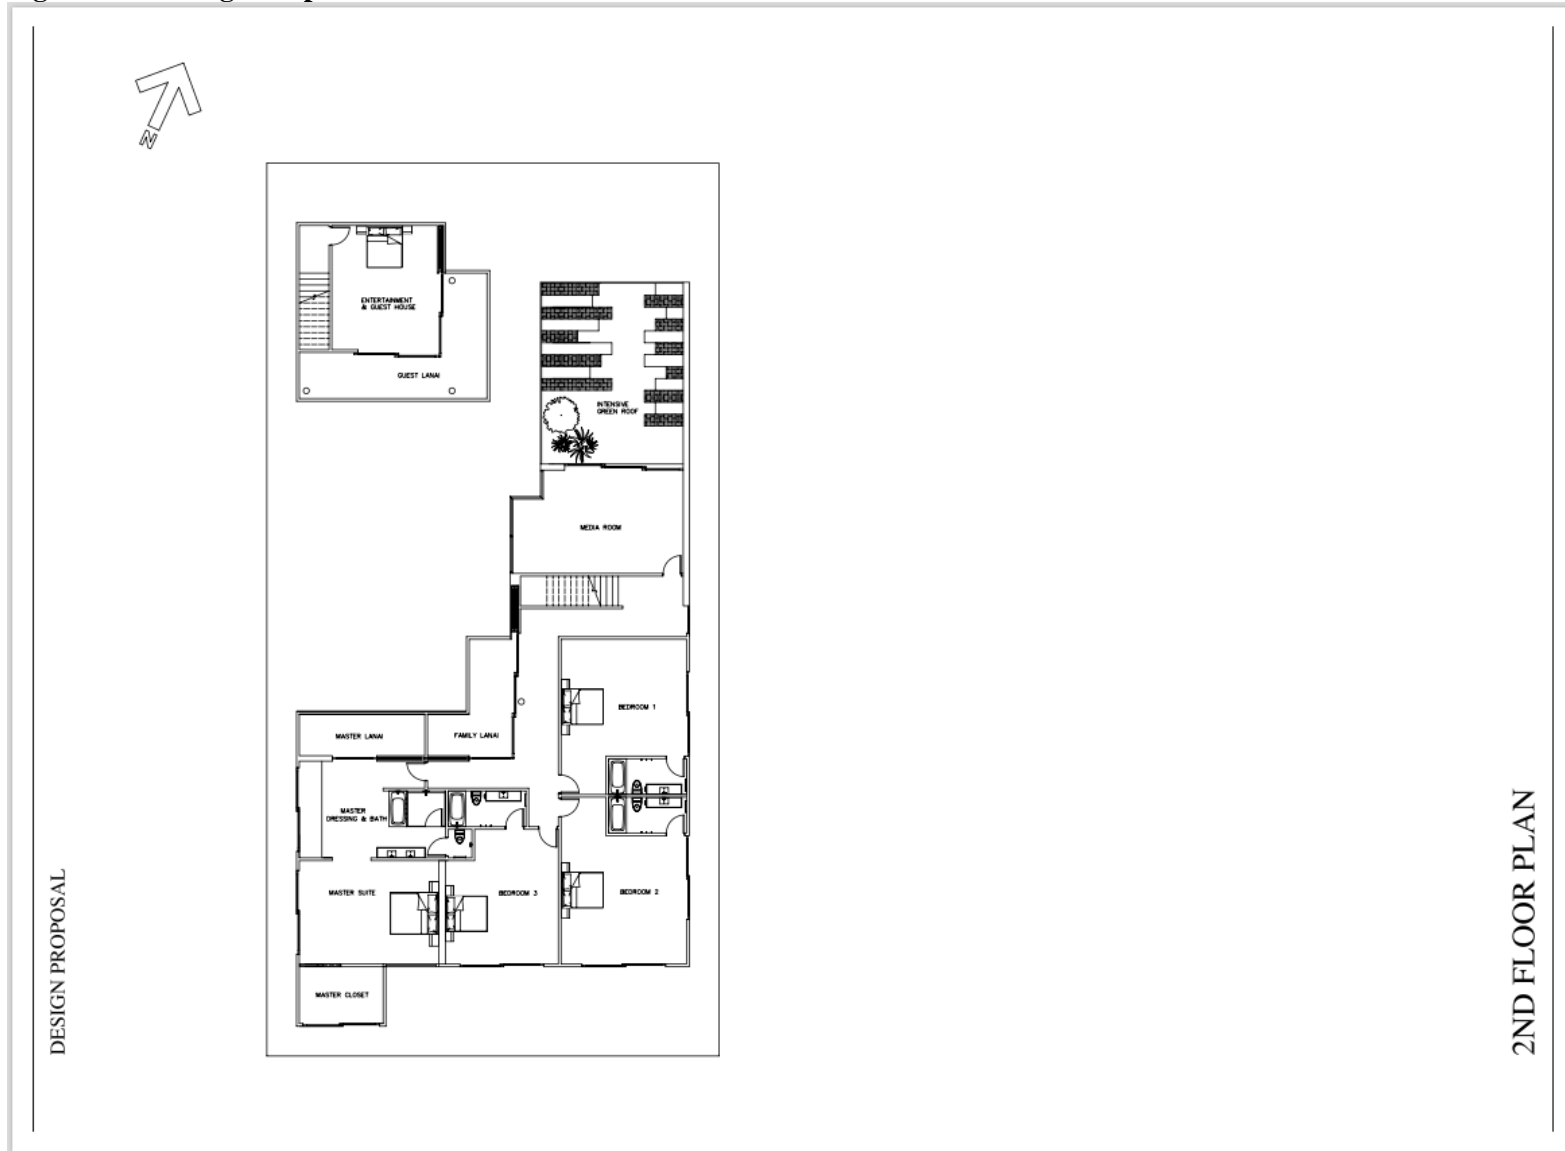 N
ENTERTAINMENT
& GUEST HOUSE
GUEST LANAI
INTENSIVE
GREEN ROOF
MEDIA ROOM
BEDROOM 1
MASTER LANAI
FAMILY LANAI
MASTER
DRESSING & BATH
MASTER SUITE
BEDROOM 3
BEDROOM 2
MASTER CLOSET
DESIGN PROPOSAL
2ND FLOOR PLAN